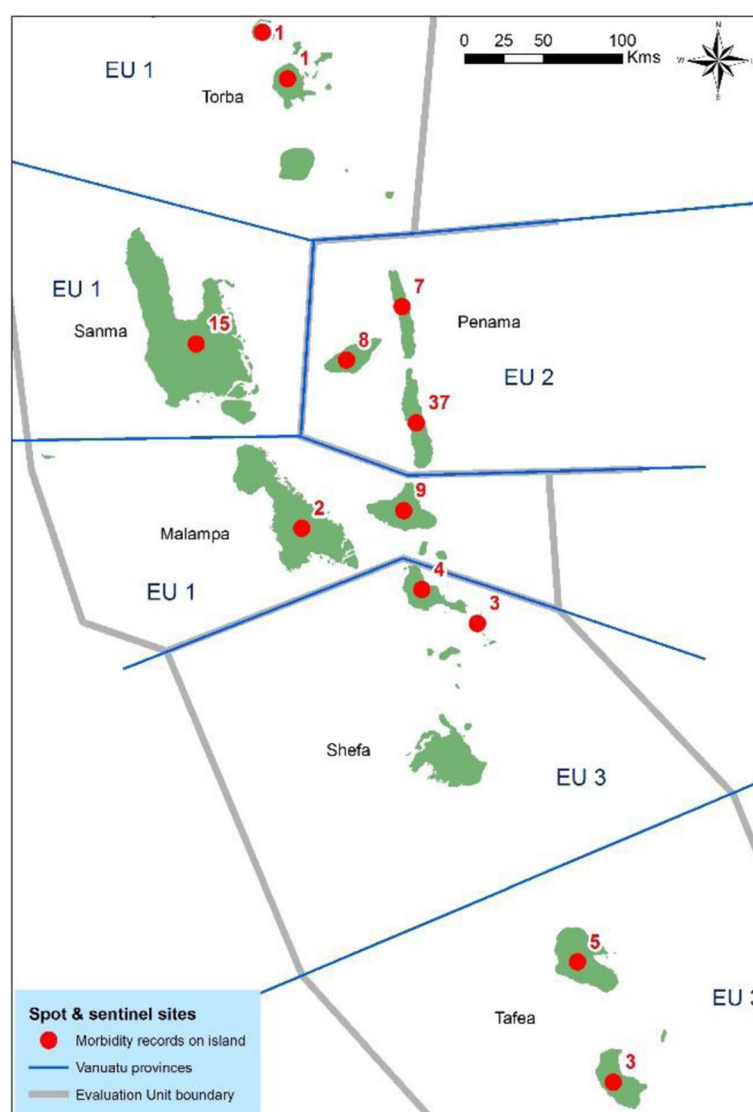 1
0 25 50 100
Kms
N
W
S
EU 1
1
Torba
EU 1
Sanma
15
7
Penama
8
EU 2
37
9
2
Malampa
4
EU 1
3
Shefa
EU 3
5
EU 3
Tafea
3
Spot & sentinel sites
Morbidity records on island
Vanuatu provinces
Evaluation Unit boundary